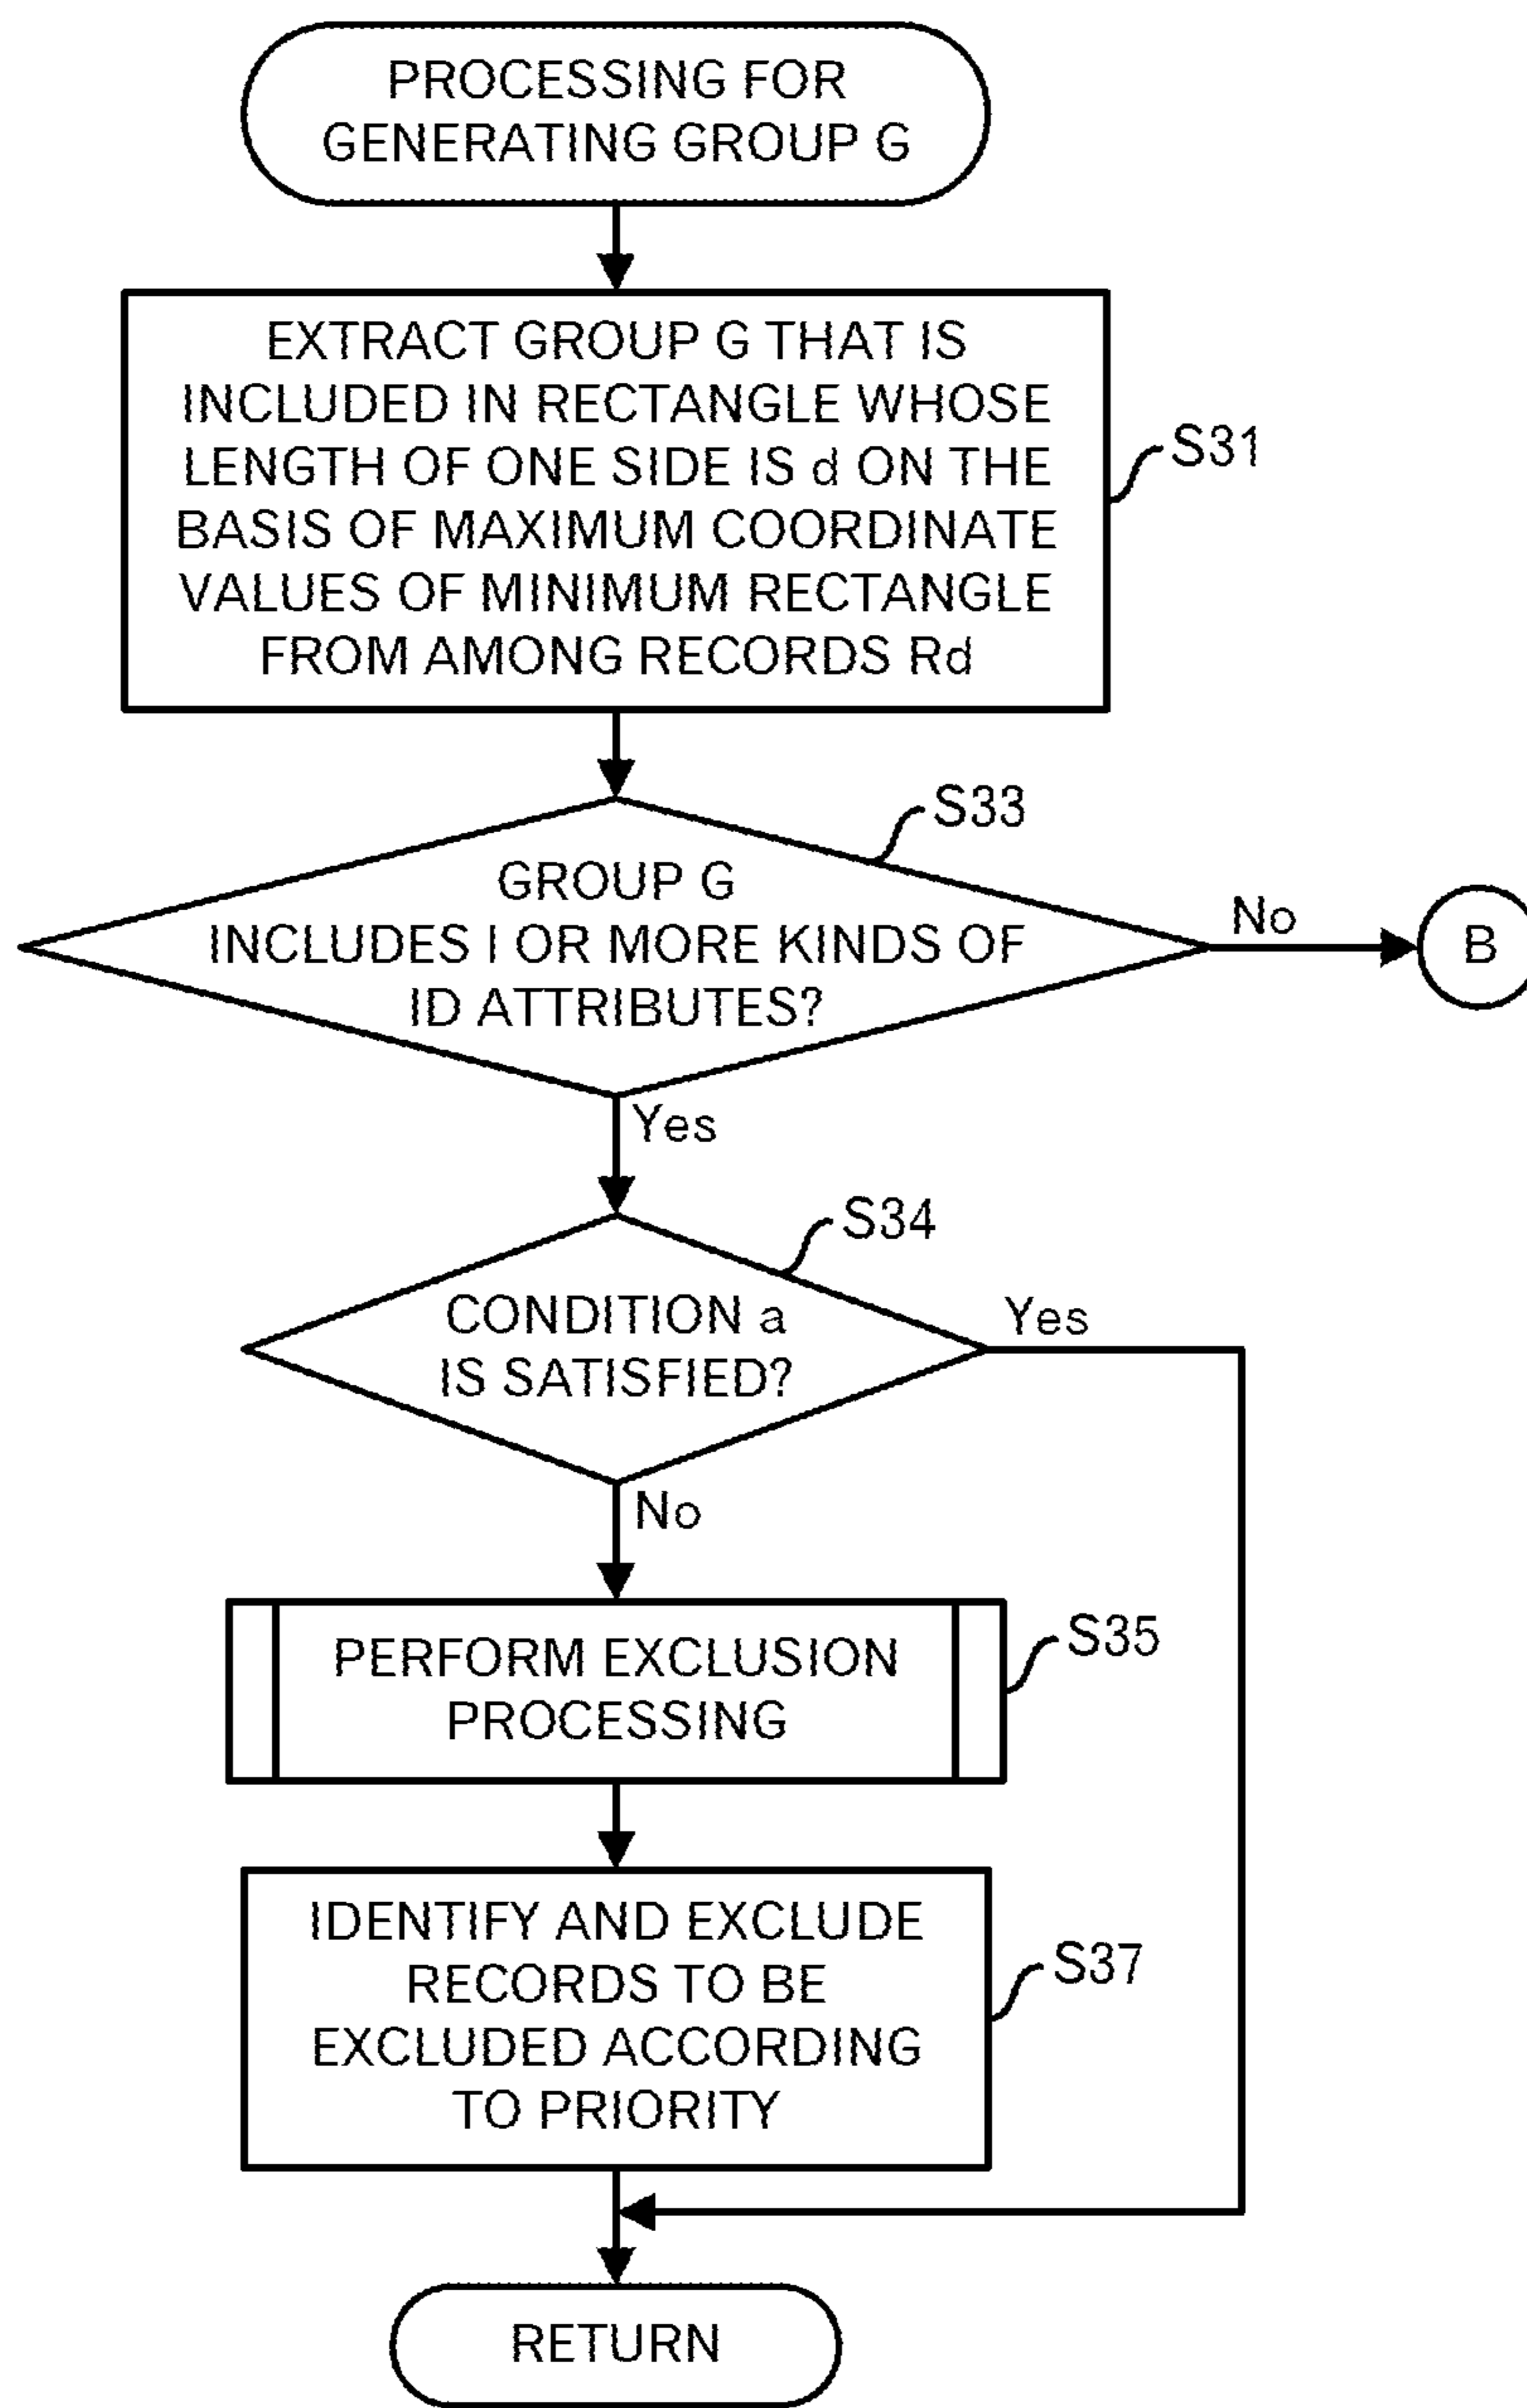 PROCESSING FOR
GENERATING GROUP G
EXTRACT GROUP G THAT IS
INCLUDED IN RECTANGLE WHOSE
LENGTH OF ONE SIDE IS d ON THE
BASIS OF MAXIMUM COORDINATE
VALUES OF MINIMUM RECTANGLE
FROM AMONG RECORDS Rd
S31
S33
GROUP G
INCLUDES l OR MORE KINDS OF
ID ATTRIBUTES?
No
B
Yes
S34
CONDITION a
IS SATISFIED?
Yes
No
PERFORM EXCLUSION
PROCESSING
S35
IDENTIFY AND EXCLUDE
RECORDS TO BE
EXCLUDED ACCORDING
TO PRIORITY
S37
RETURN